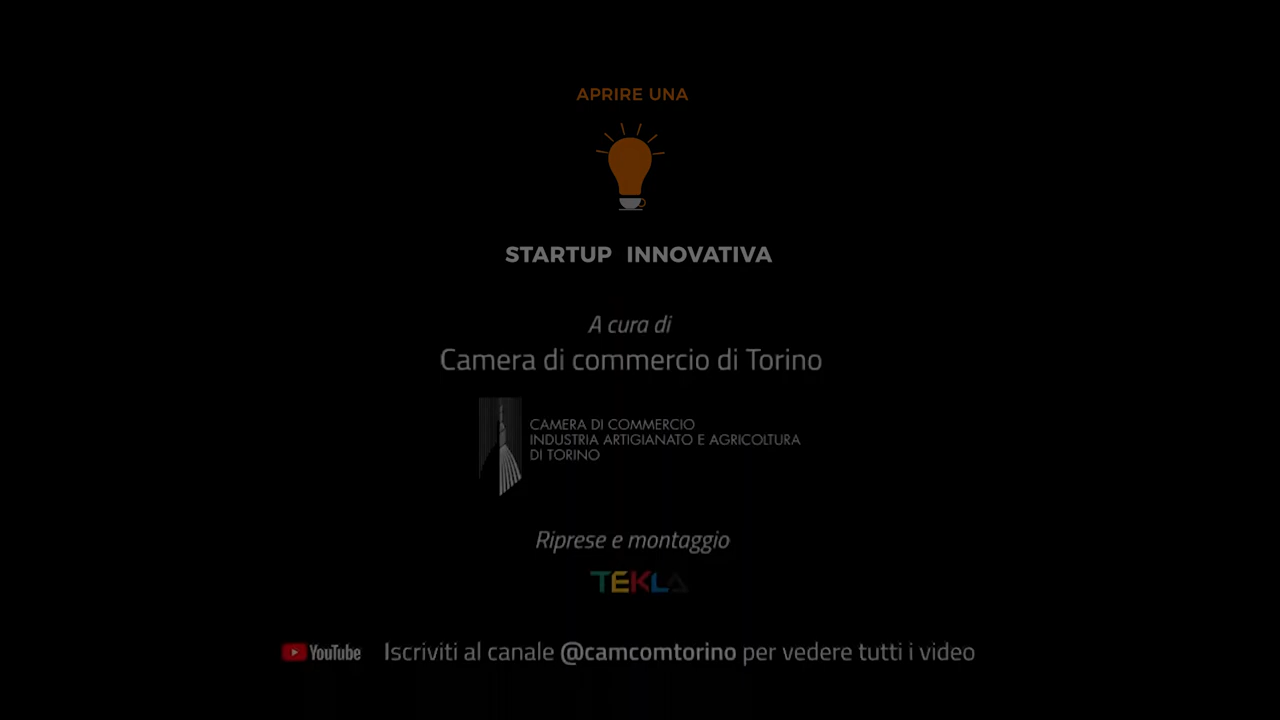 APRIRE UNA
STARTUP INNOVATIVA
A cura di
Camera di commercio di Torino
CAMERA DI COMMERCIO
INDUSTRIA ARTIGIANATO E AGRICOLTURA
DI TORINO
Riprese e montaggio
TEKLA
YouTube Iscriviti al canale @camcomtorino per vedere tutti i video